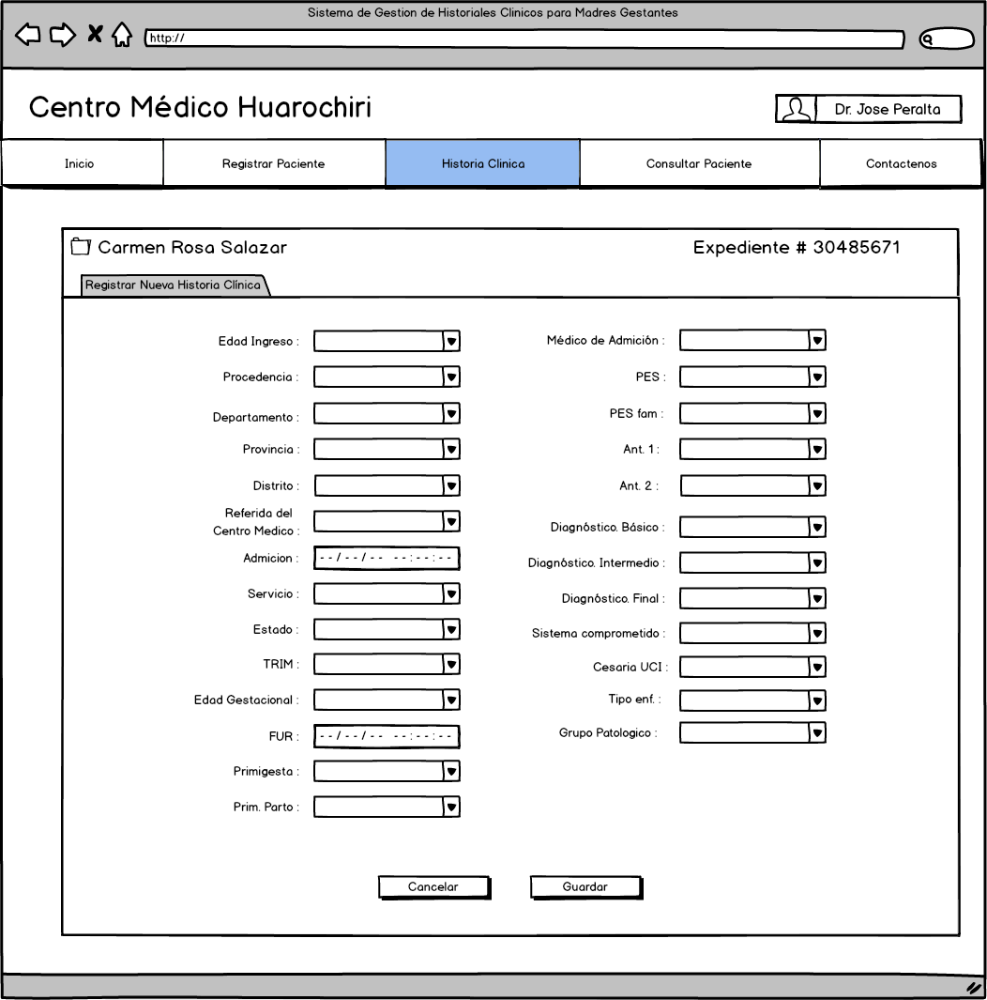 Sistema de Gestion de Historiales Clinicos para Madres Gestantes
http://
Centro Médico Huarochiri
Dr. Jose Peralta
Inicio
Registrar Paciente
Historia Clinica
Consultar Paciente
Contactenos
Carmen Rosa Salazar
Expediente # 30485671
Registrar Nueva Historia Clínica
Edad Ingreso :
Procedencia :
Departamento :
Provincia :
Distrito :
Referida del
Centro Medico :
Admicion : --/--/-- --:--:--
Servicio :
Estado :
TRIM :
Edad Gestacional :
FUR : --/--/-- --:--:--
Primigesta :
Prim. Parto :
Médico de Admición :
PES :
PES fam :
Ant. 1 :
Ant. 2 :
Diagnóstico. Básico :
Diagnóstico. Intermedio :
Diagnóstico. Final :
Sistema comprometido :
Cesaria UCI :
Tipo enf. :
Grupo Patologico :
Cancelar
Guardar